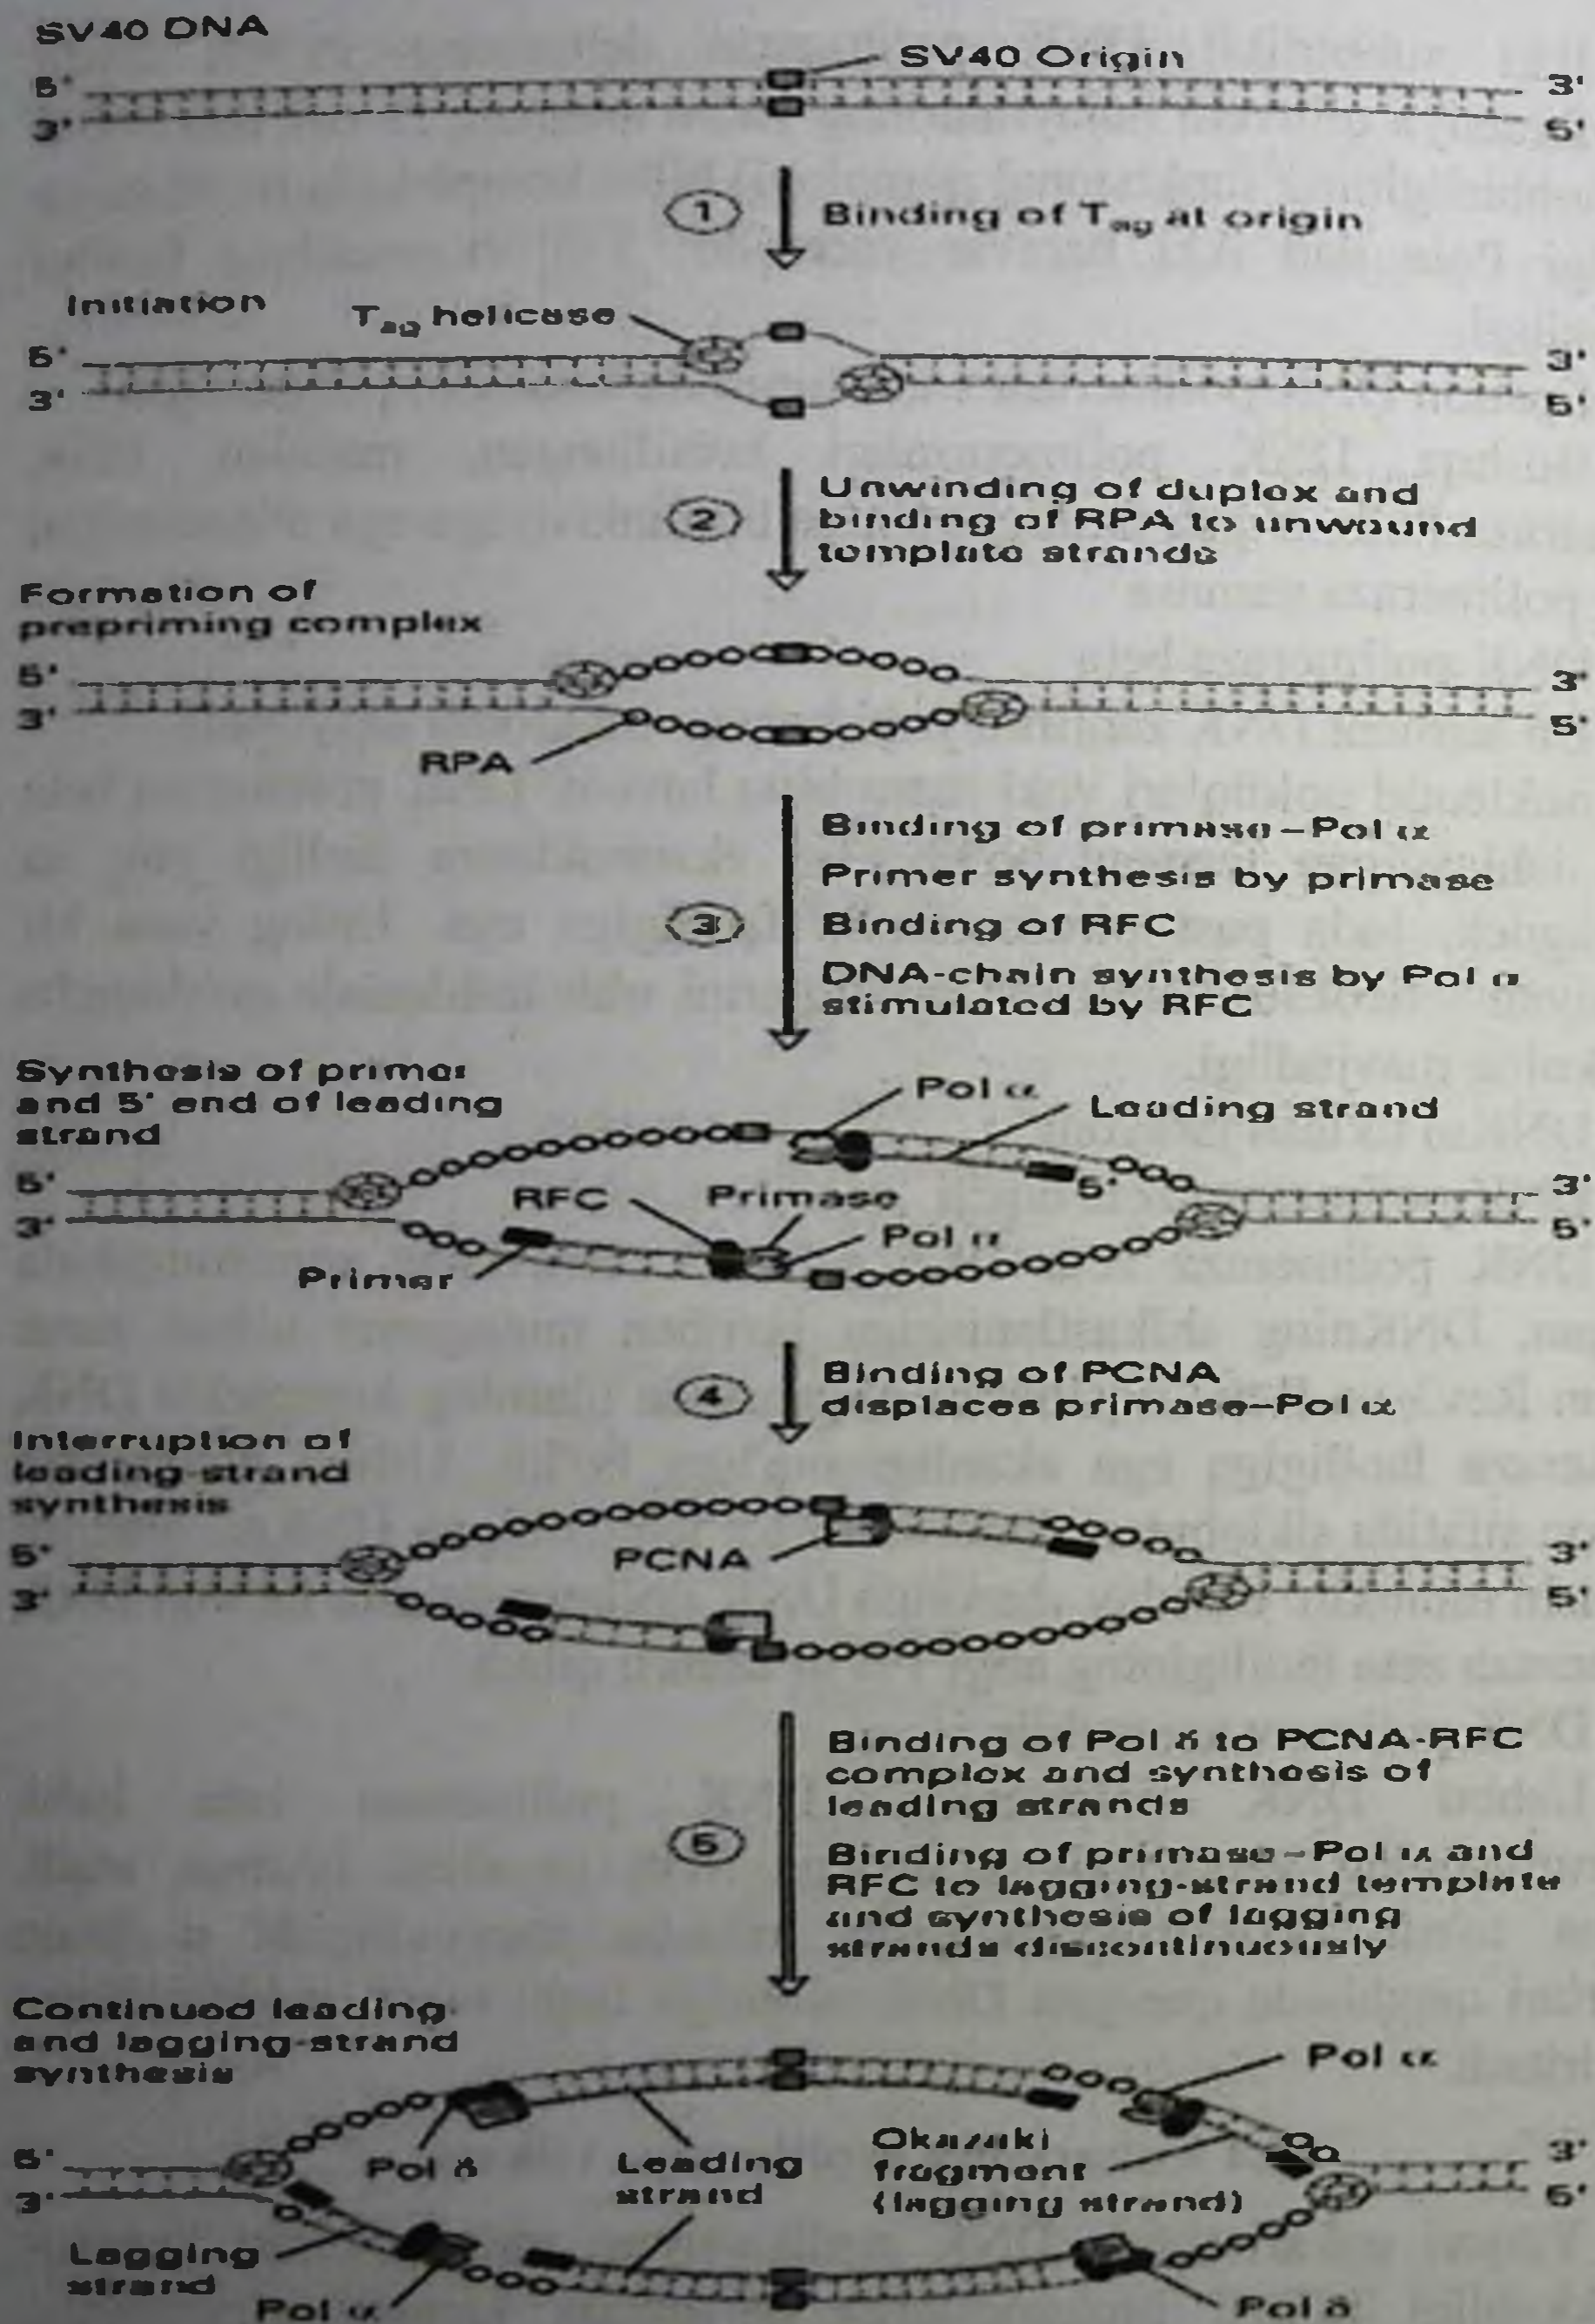 SV40 DNA
SV40 Origin
5' 3'
3' 5'
1 Binding of Tag at origin
Initiation
Tag helicase
5' 3'
3' 5'
2 Unwinding of duplex and
binding of RPA to unwound
template strands
Formation of
prepriming complex
5' 3'
3' 5'
RPA
Binding of primase–Pol α
Primer synthesis by primase
3 Binding of RFC
DNA-chain synthesis by Pol α
stimulated by RFC
Synthesis of primer
and 5' end of leading
strand
Pol α
Leading strand
5'
5' 3'
3' 5'
RFC Primase
Pol α
Primer
4 Binding of PCNA
displaces primase–Pol α
Interruption of
leading-strand
synthesis
5' 3'
3' 5'
PCNA
Binding of Pol δ to PCNA-RFC
complex and synthesis of
leading strands
5 Binding of primase–Pol α and
RFC to lagging-strand template
and synthesis of lagging
strands discontinuously
Continued leading-
and lagging-strand
synthesis
Pol α
5' 3'
3' 5'
Pol δ
Leading
strand
Okazaki
fragment
(lagging strand)
Lagging
strand
Pol α
Pol δ